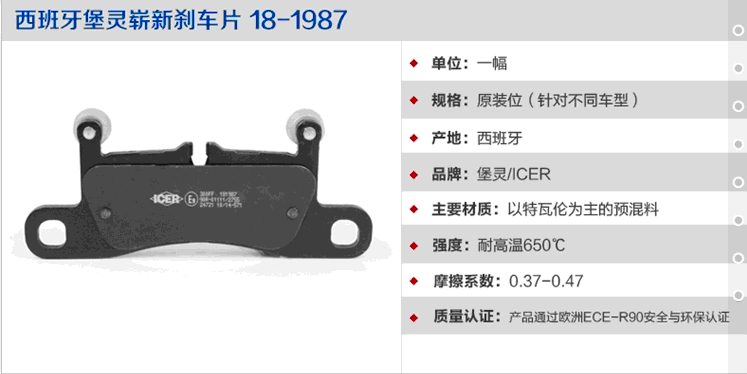 西班牙堡灵崭新刹车片 18-1987
单位：一幅
规格：原装位（针对不同车型）
产地：西班牙
品牌：堡灵/ICER
主要材质：以特瓦伦为主的预混料
强度：耐高温650℃
摩擦系数：0.37-0.47
质量认证：产品通过欧洲ECE-R90安全与环保认证
ICER
181987